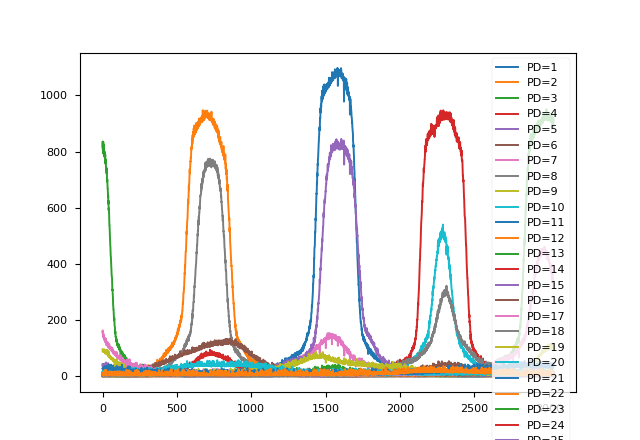 1000
800
600
400
200
0
0
500
1000
1500
2000
2500
PD=1
PD=2
PD=3
PD=4
PD=5
PD=6
PD=7
PD=8
PD=9
PD=10
PD=11
PD=12
PD=13
PD=14
PD=15
PD=16
PD=17
PD=18
PD=19
PD=20
PD=21
PD=22
PD=23
PD=24